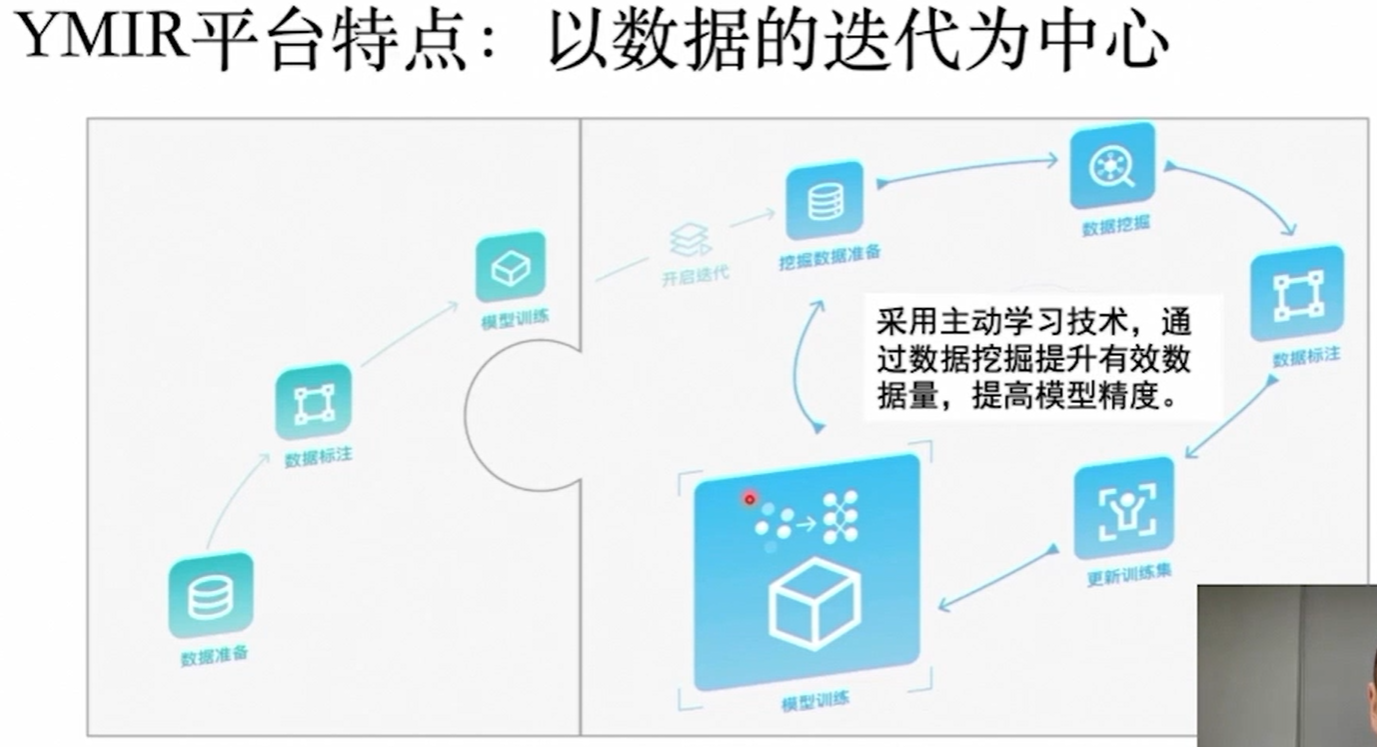 YMIR平台特点：以数据的迭代为中心
数据准备
数据标注
模型训练
开启迭代
挖掘数据准备
数据挖掘
数据标注
更新训练集
模型训练
采用主动学习技术，通
过数据挖掘提升有效数
据量，提高模型精度。